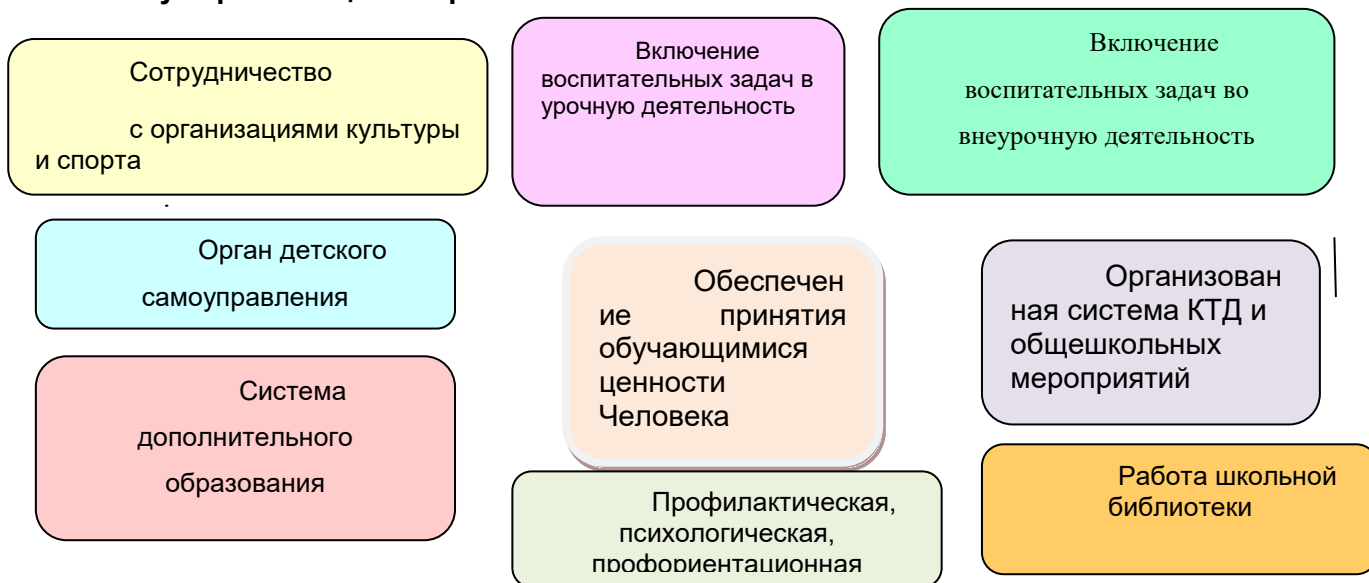 Сотрудничество
с организациями культуры
и спорта
Включение
воспитательных задач в
урочную деятельность
Включение
воспитательных задач во
внеурочную деятельность
Орган детского
самоуправления
Обеспечен
ие принятия
обучающимися
ценности
Человека
Организован
ная система КТД и
общешкольных
мероприятий
Система
дополнительного
образования
Профилактическая,
психологическая,
профориентационная
Работа школьной
библиотеки